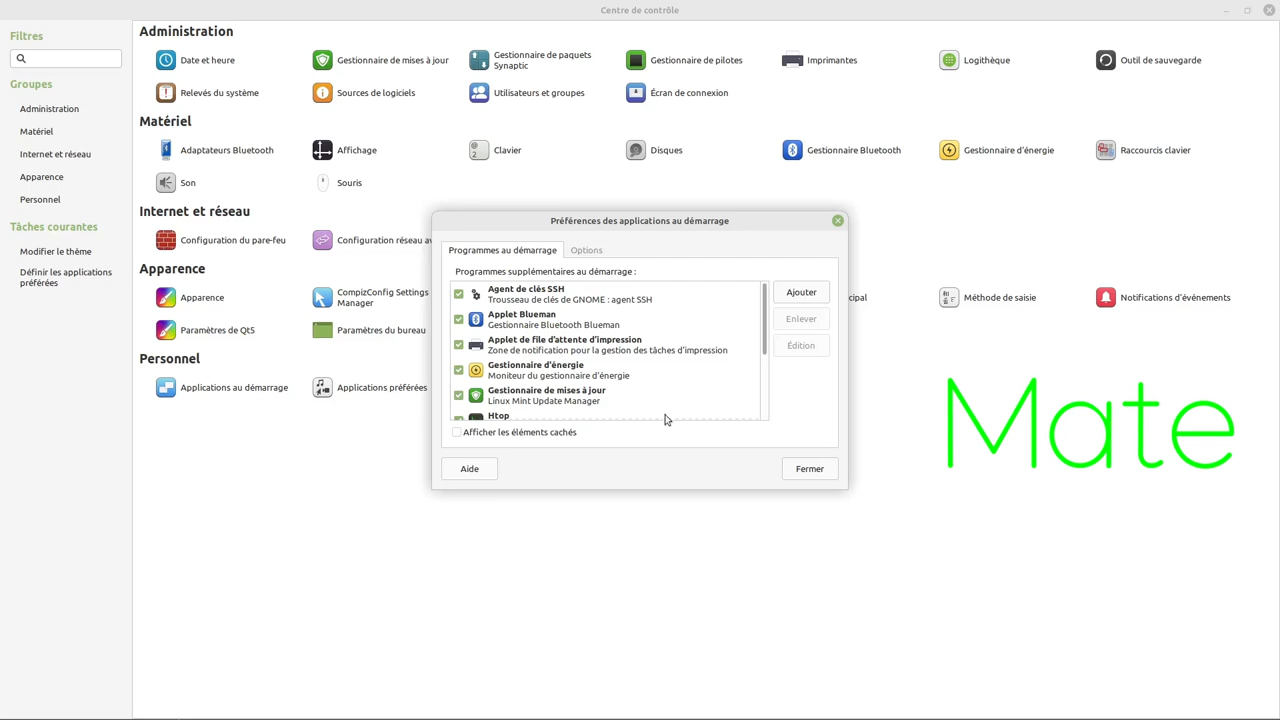 Centre de contrôle
Filtres
Groupes
Administration
Matériel
Internet et réseau
Apparence
Personnel
Tâches courantes
Modifier le thème
Définir les applications
préférées
Administration
Date et heure
Gestionnaire de mises à jour
Gestionnaire de paquets
Synaptic
Gestionnaire de pilotes
Imprimantes
Logithèque
Outil de sauvegarde
Relevés du système
Sources de logiciels
Utilisateurs et groupes
Écran de connexion
Matériel
Adaptateurs Bluetooth
Affichage
Clavier
Disques
Gestionnaire Bluetooth
Gestionnaire d'énergie
Raccourcis clavier
Son
Souris
Internet et réseau
Configuration du pare-feu
Configuration réseau av
Apparence
Apparence
CompizConfig Settings
Manager
cipal
Méthode de saisie
Notifications d'événements
Paramètres de Qt5
Paramètres du bureau
Personnel
Applications au démarrage
Applications préférées
Préférences des applications au démarrage
Programmes au démarrage
Options
Programmes supplémentaires au démarrage :
Agent de clés SSH
Trousseau de clés de GNOME : agent SSH
Applet Blueman
Gestionnaire Bluetooth Blueman
Applet de file d'attente d'impression
Zone de notification pour la gestion des tâches d'impression
Gestionnaire d'énergie
Moniteur du gestionnaire d'énergie
Gestionnaire de mises à jour
Linux Mint Update Manager
Htop
Ajouter
Enlever
Édition
Afficher les éléments cachés
Aide
Fermer
Mate